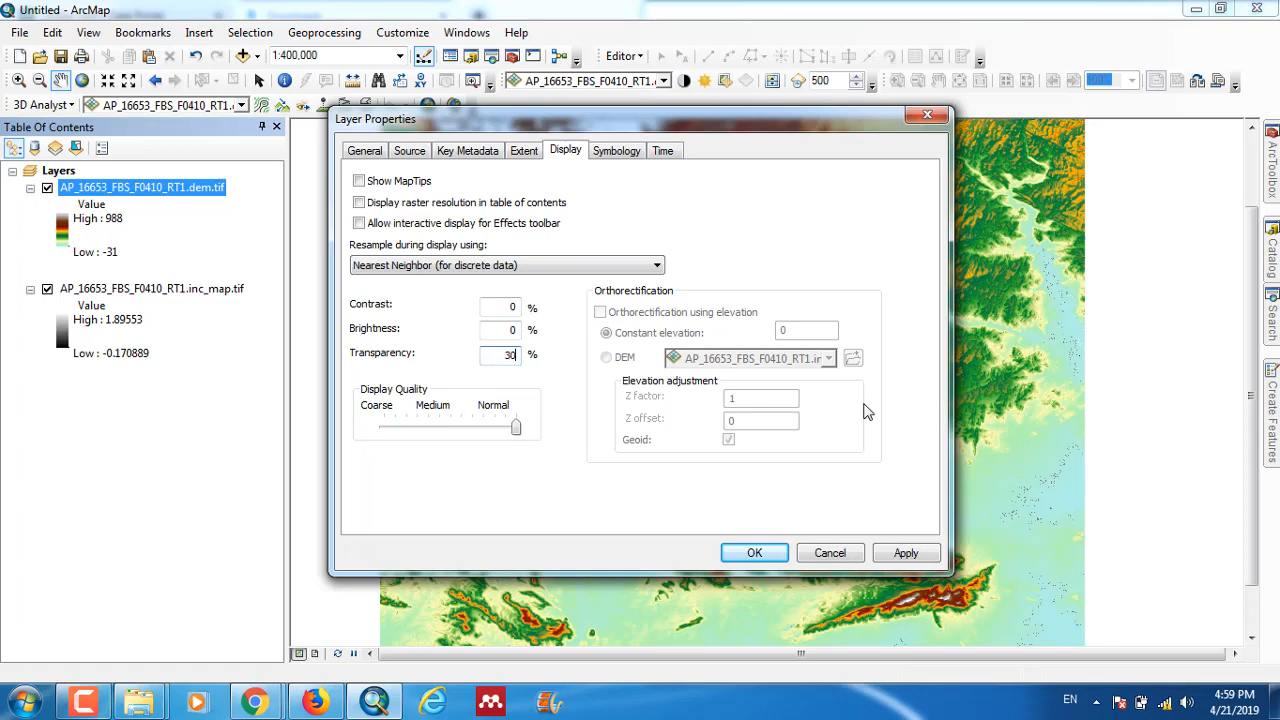 Untitled - ArcMap
File Edit View Bookmarks Insert Selection Geoprocessing Customize Windows Help
1:400,000 Editor
AP_16653_FBS_F0410_RT1. 500
3D Analyst AP_16653_FBS_F0410_RT1.
Table Of Contents
Layers
AP_16653_FBS_F0410_RT1.dem.tif
Value
High : 988
Low : -31
AP_16653_FBS_F0410_RT1.inc_map.tif
Value
High : 1.89553
Low : -0.170889
Layer Properties
General Source Key Metadata Extent Display Symbology Time
Show MapTips
Display raster resolution in table of contents
Allow interactive display for Effects toolbar
Resample during display using:
Nearest Neighbor (for discrete data)
Contrast: 0 %
Brightness: 0 %
Transparency: 30 %
Display Quality
Coarse Medium Normal
Orthorectification
Orthorectification using elevation
Constant elevation: 0
DEM AP_16653_FBS_F0410_RT1.ir
Elevation adjustment
Z factor: 1
Z offset: 0
Geoid:
OK Cancel Apply
ArcToolbox
Catalog
Search
Create Features
EN
4:59 PM
4/21/2019